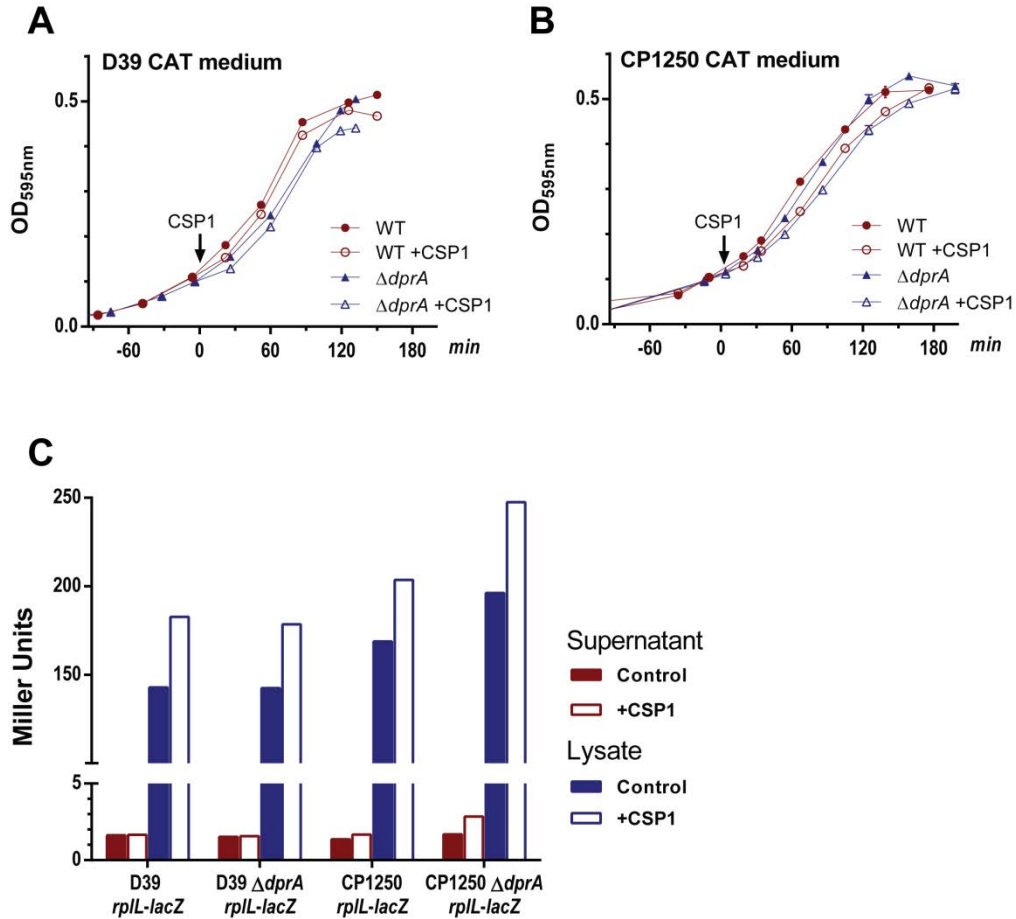 A
D39 CAT medium
OD595nm
0.5
0.0
CSP1
WT
WT +CSP1
ΔdprA
ΔdprA +CSP1
-60 0 60 120 180 min
B
CP1250 CAT medium
OD595nm
0.5
0.0
CSP1
WT
WT +CSP1
ΔdprA
ΔdprA +CSP1
-60 0 60 120 180 min
C
Miller Units
250
200
150
5
0
D39 D39 ΔdprA CP1250 CP1250 ΔdprA
rplL-lacZ rplL-lacZ rplL-lacZ rplL-lacZ
Supernatant
Control
+CSP1
Lysate
Control
+CSP1